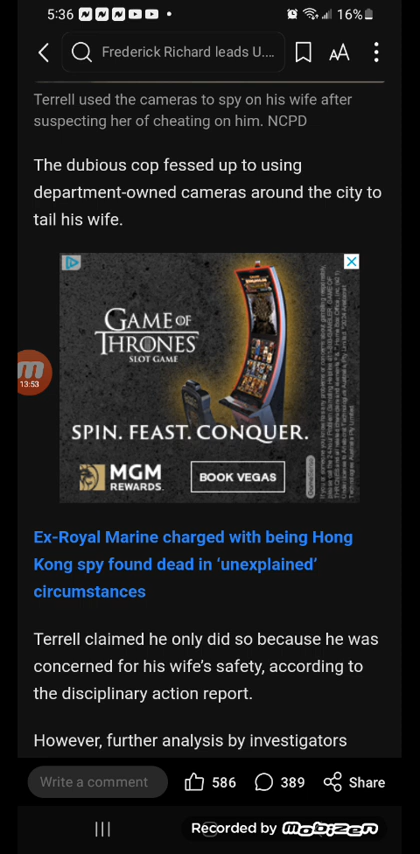 5:36
16%
Frederick Richard leads U....
AA
Terrell used the cameras to spy on his wife after
suspecting her of cheating on him. NCPD
The dubious cop fessed up to using
department-owned cameras around the city to
tail his wife.
GAME OF
THRONES
SLOT GAME
SPIN. FEAST. CONQUER.
MGM
REWARDS
BOOK VEGAS
13:53
Ex-Royal Marine charged with being Hong
Kong spy found dead in ‘unexplained’
circumstances
Terrell claimed he only did so because he was
concerned for his wife’s safety, according to
the disciplinary action report.
However, further analysis by investigators
Write a comment
586
389
Share
Recorded by Mobizen